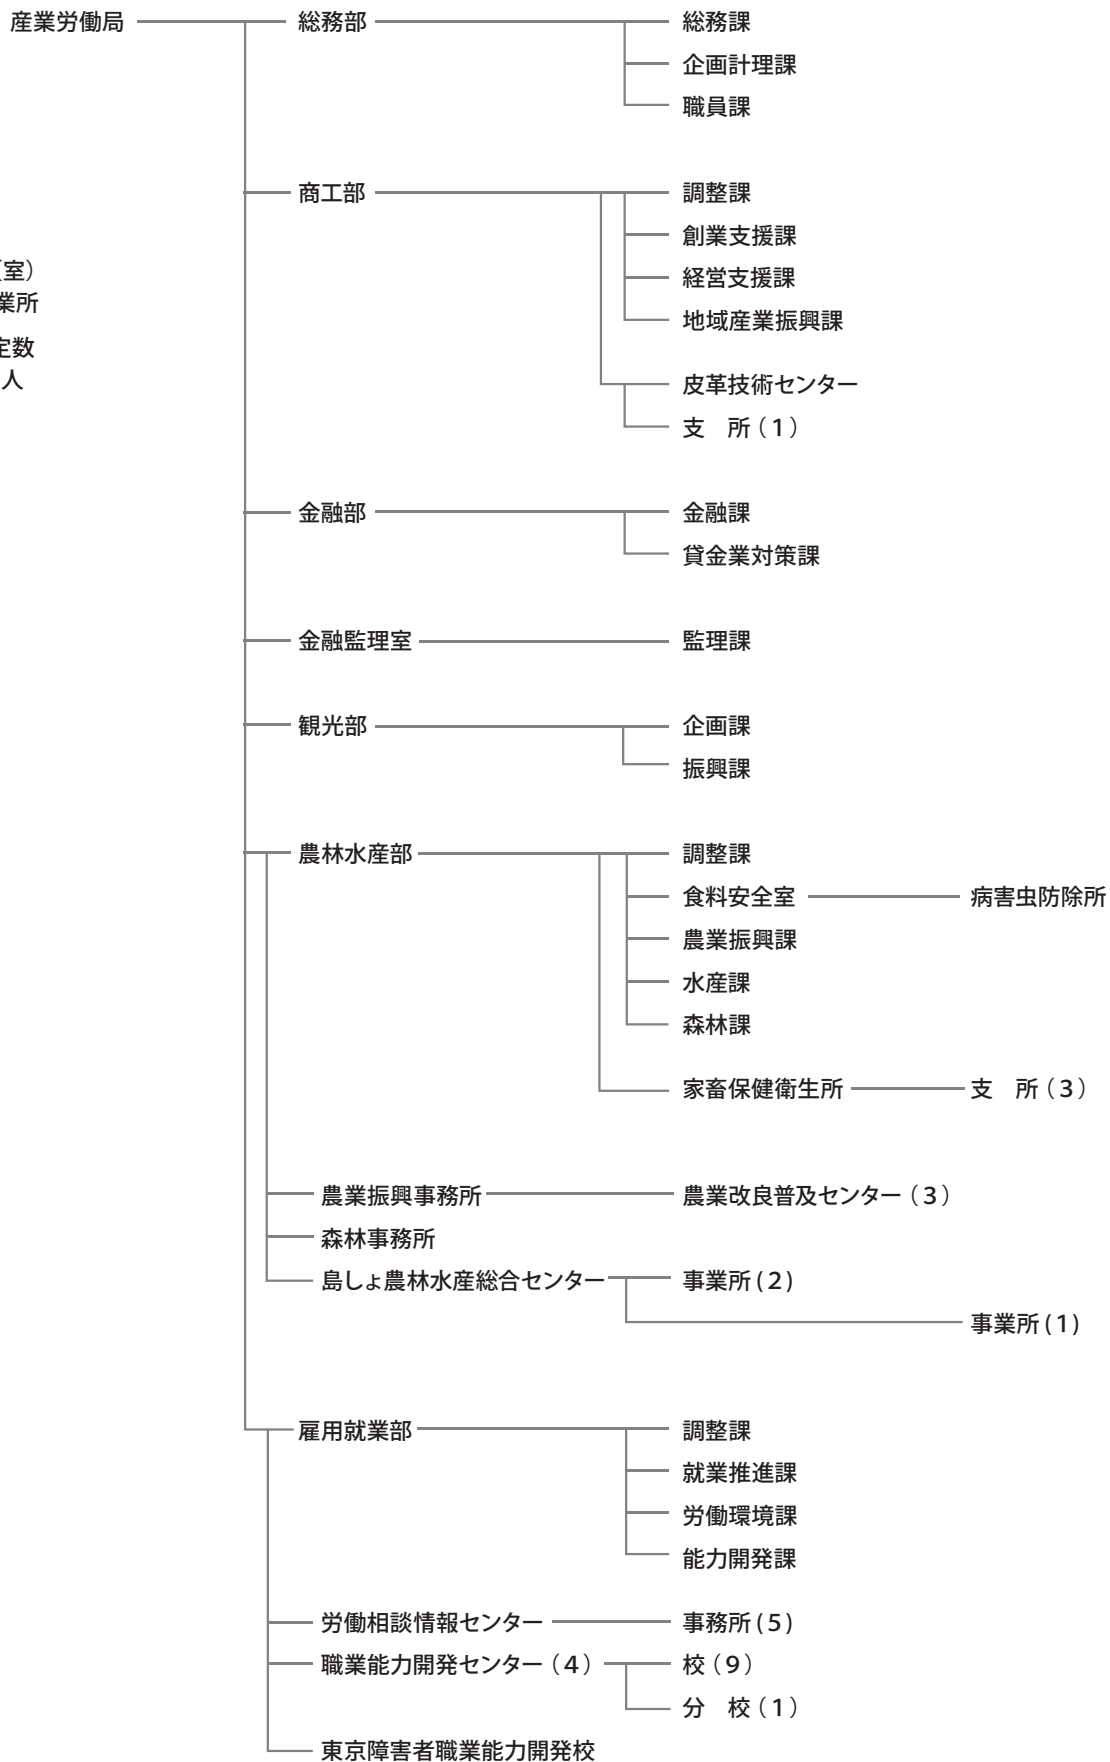 産業労働局 総務部 総務課
企画計理課
職員課
商工部 調整課
創業支援課
(室)
経営支援課
業所
地域産業振興課
定数
人
皮革技術センター
支 所(1)
金融部 金融課
貸金業対策課
金融監理室 監理課
観光部 企画課
振興課
農林水産部 調整課
食料安全室 病害虫防除所
農業振興課
水産課
森林課
家畜保健衛生所 支 所(3)
農業振興事務所 農業改良普及センター(3)
森林事務所
島しょ農林水産総合センター 事業所(2)
事業所(1)
雇用就業部 調整課
就業推進課
労働環境課
能力開発課
労働相談情報センター 事務所(5)
職業能力開発センター(4) 校(9)
分 校(1)
東京障害者職業能力開発校